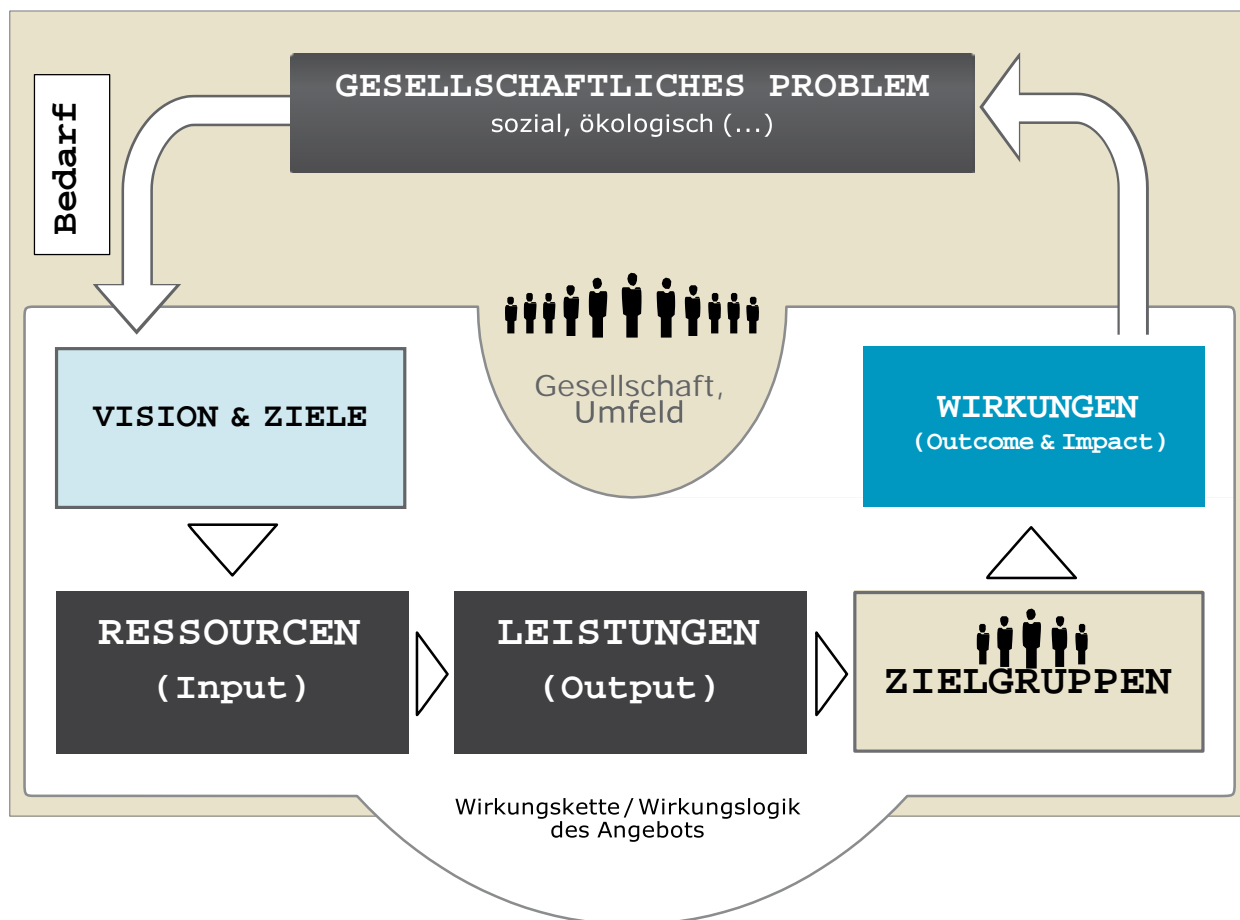 GESELLSCHAFTLICHES PROBLEM
sozial, ökologisch (...)
Bedarf
Gesellschaft,
Umfeld
VISION & ZIELE
WIRKUNGEN
(Outcome & Impact)
RESSOURCEN
(Input)
LEISTUNGEN
(Output)
ZIELGRUPPEN
Wirkungskette / Wirkungslogik
des Angebots